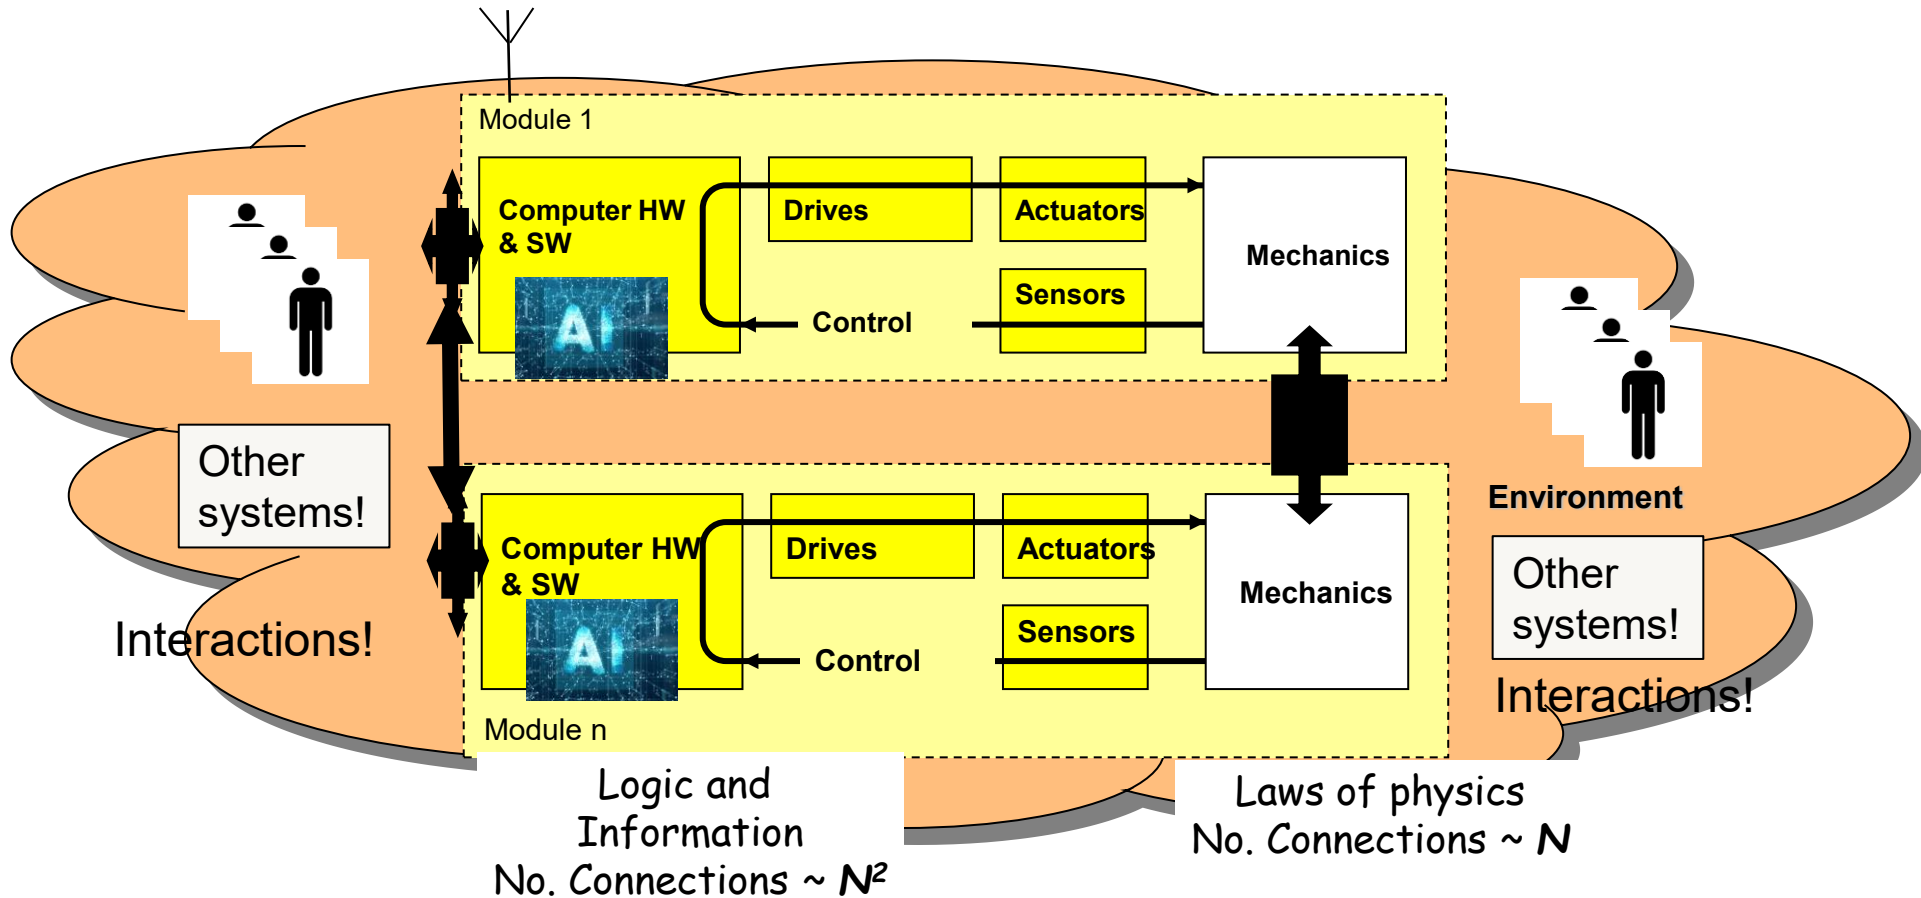 Module 1
Computer HW
& SW
AI
Drives
Actuators
Sensors
Control
Mechanics
Other
systems!
Interactions!
Environment
Other
systems!
Interactions!
Computer HW
& SW
AI
Drives
Actuators
Sensors
Control
Mechanics
Module n
Logic and
Information
No. Connections ~ N²
Laws of physics
No. Connections ~ N